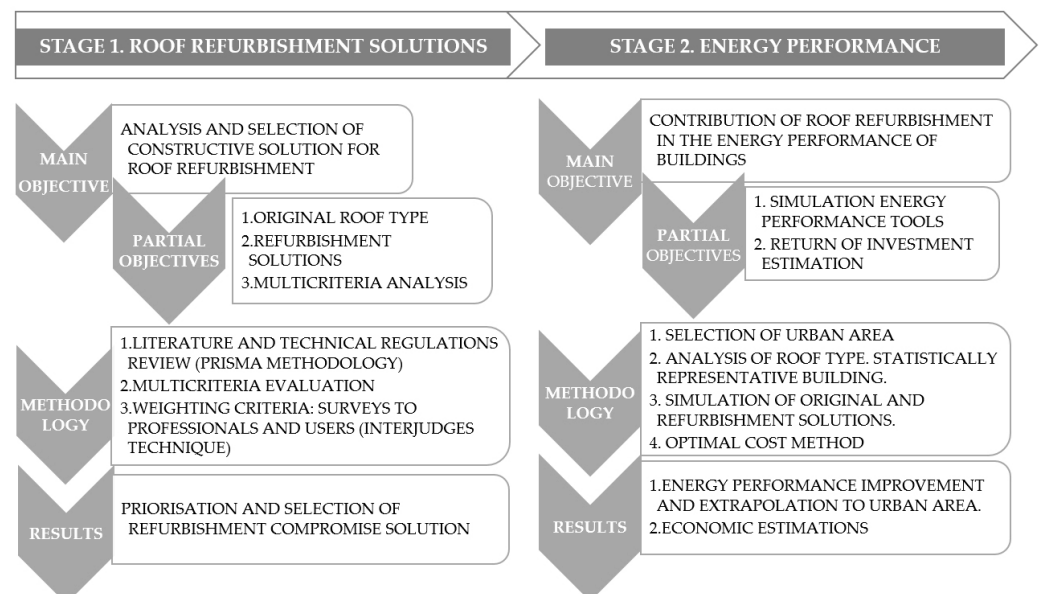 STAGE 1. ROOF REFURBISHMENT SOLUTIONS
MAIN
OBJECTIVE
ANALYSIS AND SELECTION OF
CONSTRUCTIVE SOLUTION FOR
ROOF REFURBISHMENT
PARTIAL
OBJECTIVES
1.ORIGINAL ROOF TYPE
2.REFURBISHMENT
SOLUTIONS
3.MULTICRITERIA ANALYSIS
METHODO
LOGY
1.LITERATURE AND TECHNICAL REGULATIONS
REVIEW (PRISMA METHODOLOGY)
2.MULTICRITERIA EVALUATION
3.WEIGHTING CRITERIA: SURVEYS TO
PROFESSIONALS AND USERS (INTERJUDGES
TECHNIQUE)
RESULTS
PRIORISATION AND SELECTION OF
REFURBISHMENT COMPROMISE SOLUTION
STAGE 2. ENERGY PERFORMANCE
MAIN
OBJECTIVE
CONTRIBUTION OF ROOF REFURBISHMENT
IN THE ENERGY PERFORMANCE OF
BUILDINGS
PARTIAL
OBJECTIVES
1. SIMULATION ENERGY
PERFORMANCE TOOLS
2. RETURN OF INVESTMENT
ESTIMATION
METHODO
LOGY
1. SELECTION OF URBAN AREA
2. ANALYSIS OF ROOF TYPE. STATISTICALLY
REPRESENTATIVE BUILDING.
3. SIMULATION OF ORIGINAL AND
REFURBISHMENT SOLUTIONS.
4. OPTIMAL COST METHOD
RESULTS
1.ENERGY PERFORMANCE IMPROVEMENT
AND EXTRAPOLATION TO URBAN AREA.
2.ECONOMIC ESTIMATIONS